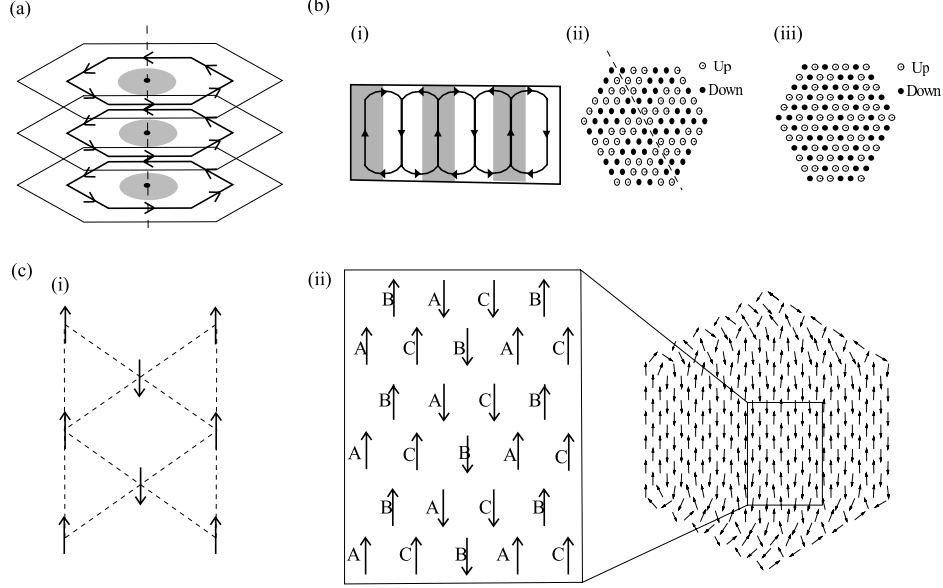 (a)
(b)
(i)
(ii)
(iii)
Up
Down
Up
Down
(c)
(i)
(ii)
B A C B
A C B A C
B A C B
A C B A C
B A C B
A C B A C